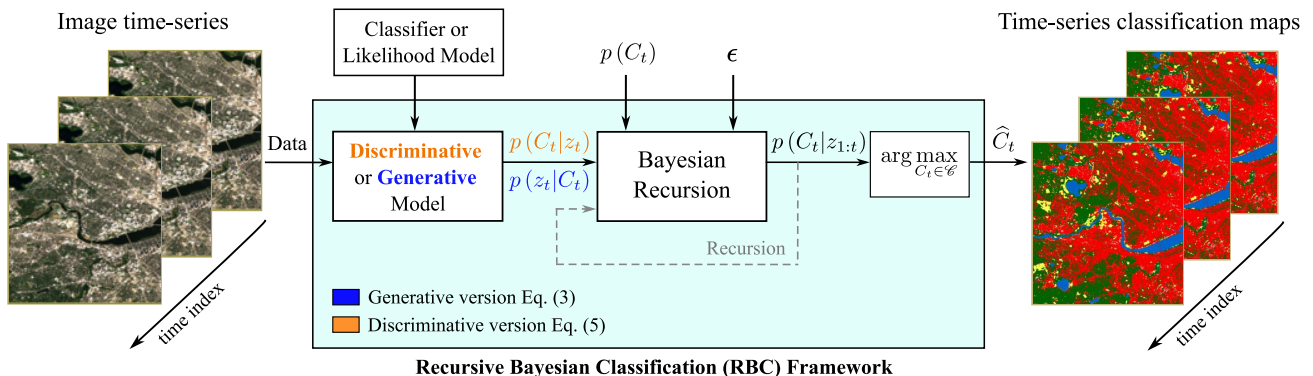 Image time-series
Classifier or
Likelihood Model
p (C_t)
ϵ
Time-series classification maps
Data
Discriminative
or Generative
Model
p (C_t|z_t)
p (z_t|C_t)
Bayesian
Recursion
p (C_t|z_{1:t})
arg max
C_t∈𝒞
Ĉ_t
Recursion
time index
Generative version Eq. (3)
Discriminative version Eq. (5)
time index
Recursive Bayesian Classification (RBC) Framework